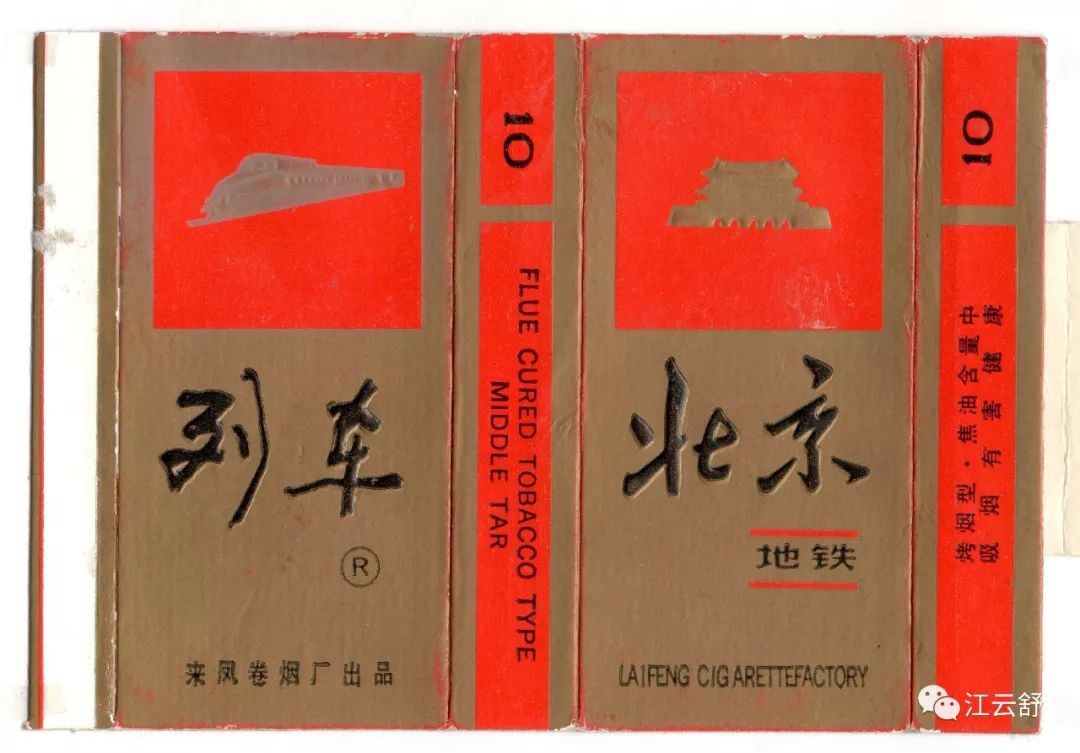 列车
R
来凤卷烟厂出品
10
FLUE CURED TOBACCO TYPE
MIDDLE TAR
北京
地铁
LAIFENG CIGARETTEFACTORY
10
烤烟型·焦油含量中
吸烟有害健康
江云舒